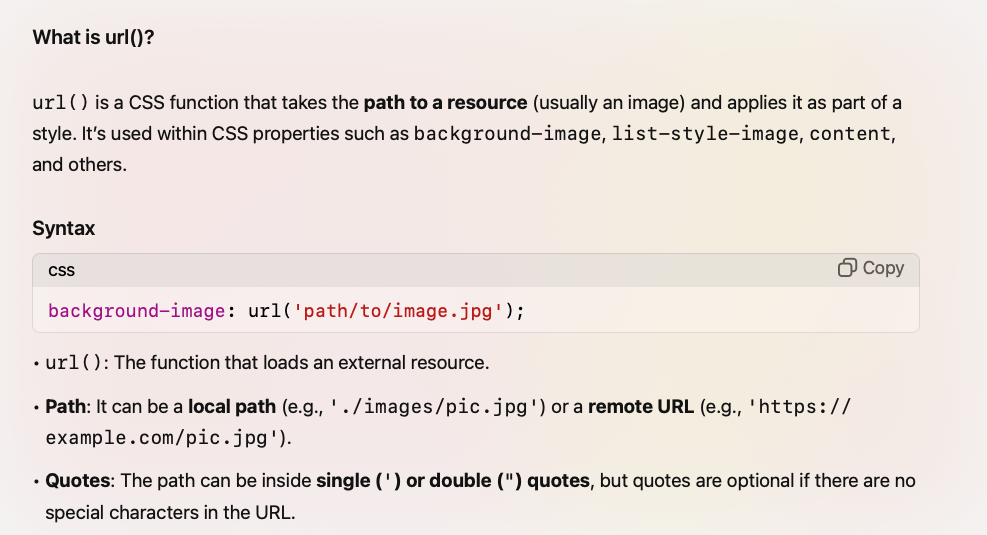 What is url()?
url() is a CSS function that takes the path to a resource (usually an image) and applies it as part of a
style. It’s used within CSS properties such as background-image, list-style-image, content,
and others.
Syntax
css
Copy
background-image: url('path/to/image.jpg');
• url(): The function that loads an external resource.
• Path: It can be a local path (e.g., './images/pic.jpg') or a remote URL (e.g., 'https://
example.com/pic.jpg').
• Quotes: The path can be inside single (') or double (") quotes, but quotes are optional if there are no
special characters in the URL.